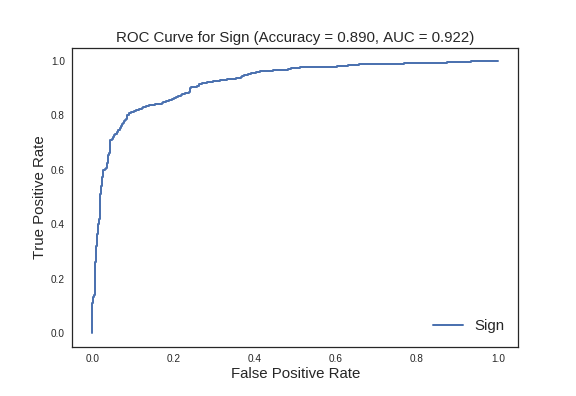 ROC Curve for Sign (Accuracy = 0.890, AUC = 0.922)
1.0
0.8
0.6
0.4
0.2
0.0
True Positive Rate
Sign
0.0 0.2 0.4 0.6 0.8 1.0
False Positive Rate